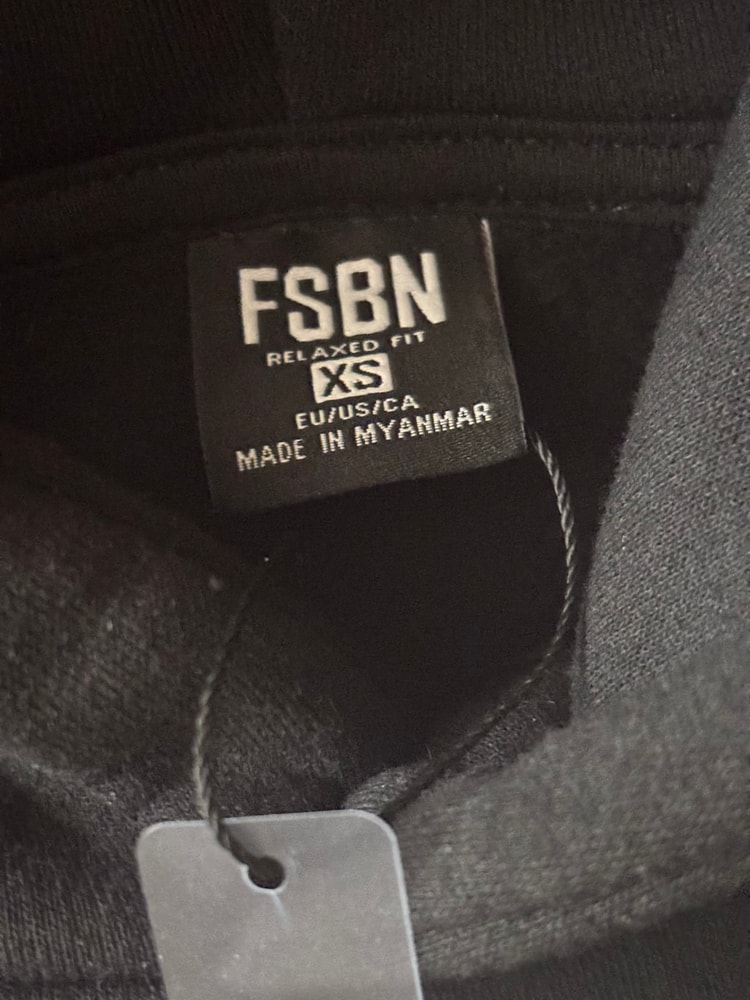 FSBN
RELAXED FIT
XS
EU/US/CA
MADE IN MYANMAR